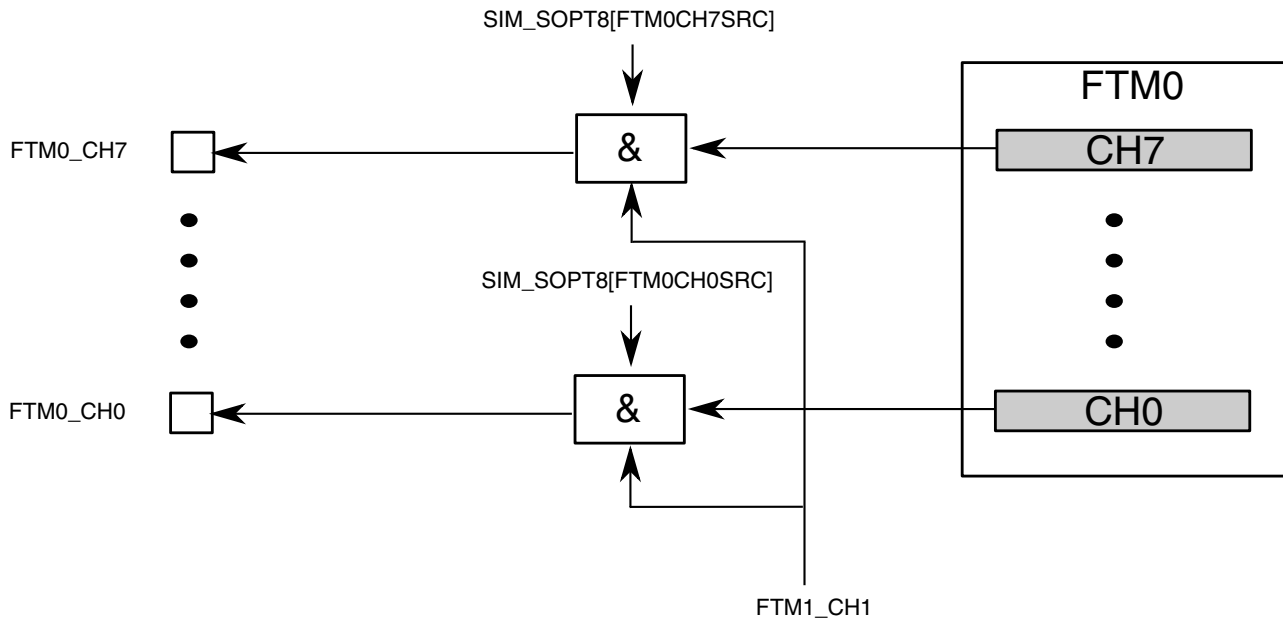 SIM_SOPT8[FTM0CH7SRC]
FTM0
FTM0_CH7
&
CH7
SIM_SOPT8[FTM0CH0SRC]
FTM0_CH0
&
CH0
FTM1_CH1